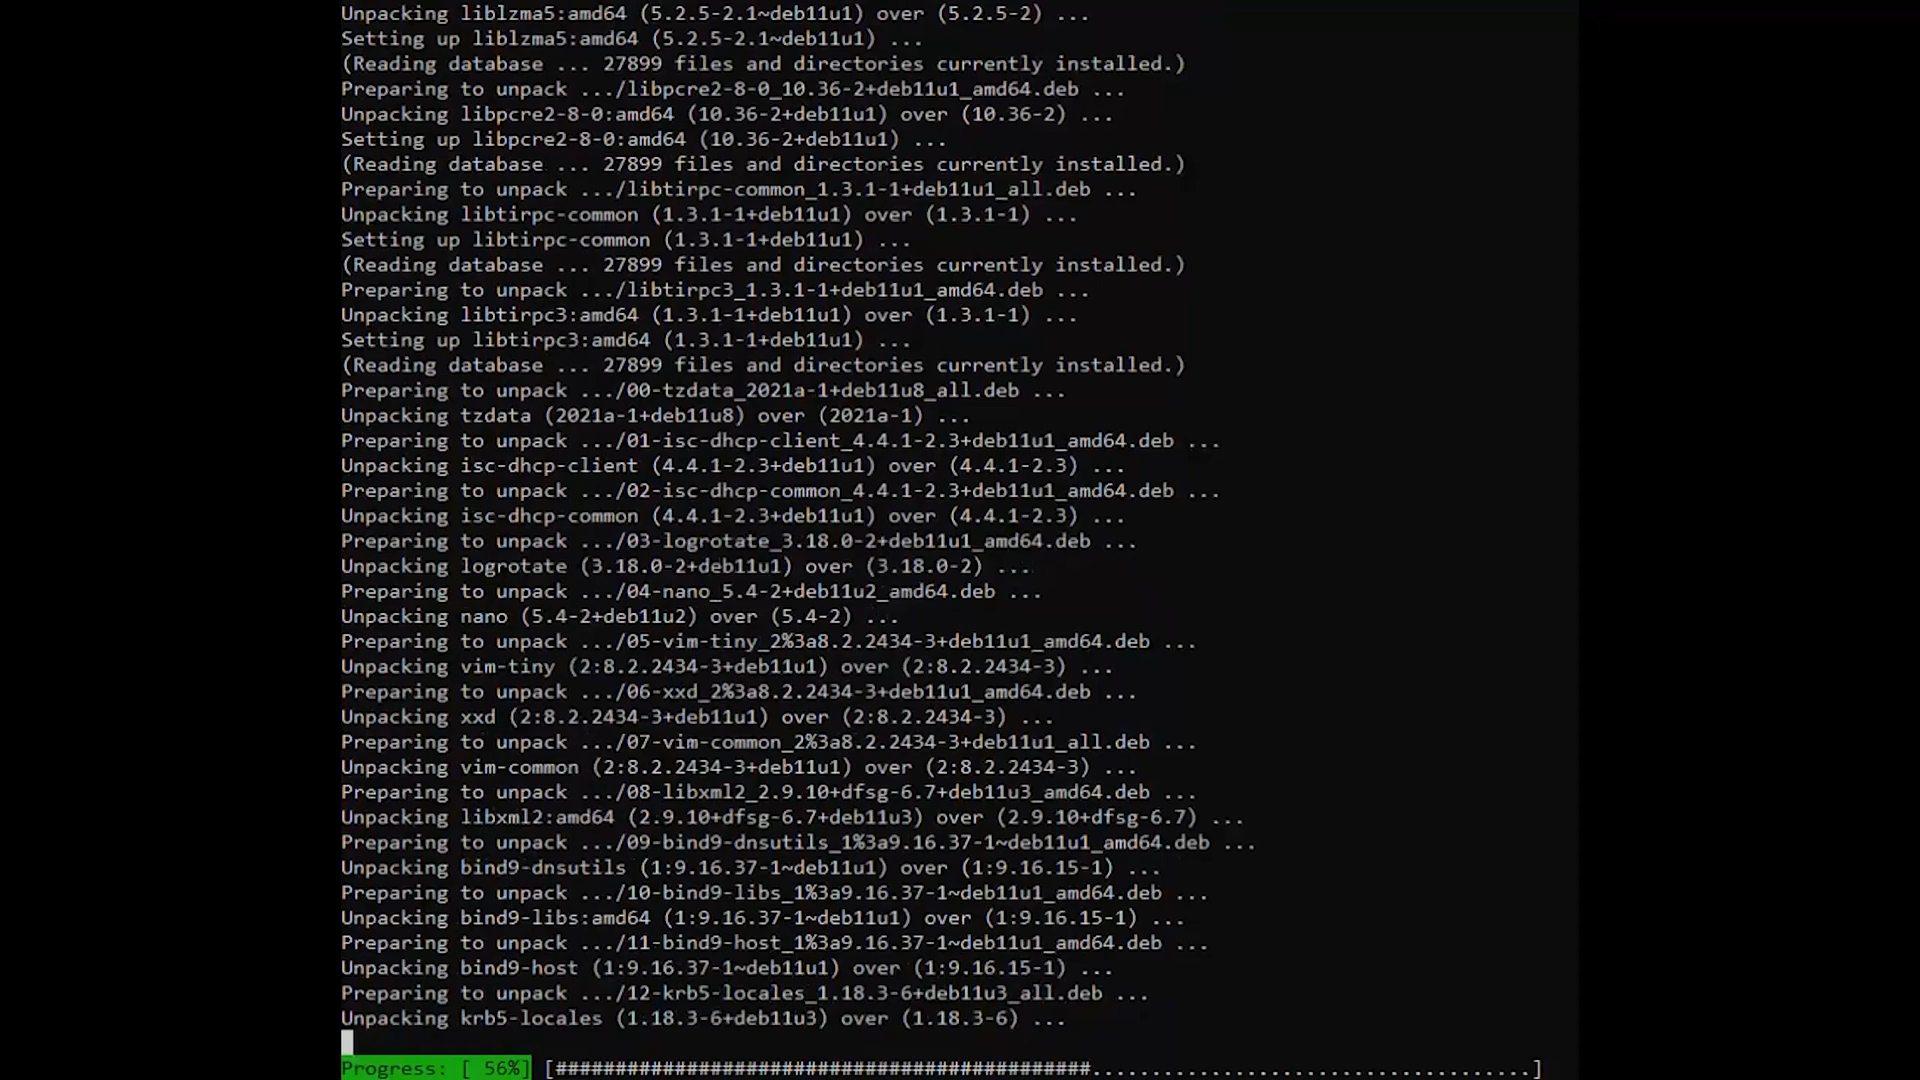 Unpacking liblzma5:amd64 (5.2.5-2.1~deb11u1) over (5.2.5-2) ...
Setting up liblzma5:amd64 (5.2.5-2.1~deb11u1) ...
(Reading database ... 27899 files and directories currently installed.)
Preparing to unpack .../libpcre2-8-0_10.36-2+deb11u1_amd64.deb ...
Unpacking libpcre2-8-0:amd64 (10.36-2+deb11u1) over (10.36-2) ...
Setting up libpcre2-8-0:amd64 (10.36-2+deb11u1) ...
(Reading database ... 27899 files and directories currently installed.)
Preparing to unpack .../libtirpc-common_1.3.1-1+deb11u1_all.deb ...
Unpacking libtirpc-common (1.3.1-1+deb11u1) over (1.3.1-1) ...
Setting up libtirpc-common (1.3.1-1+deb11u1) ...
(Reading database ... 27899 files and directories currently installed.)
Preparing to unpack .../libtirpc3_1.3.1-1+deb11u1_amd64.deb ...
Unpacking libtirpc3:amd64 (1.3.1-1+deb11u1) over (1.3.1-1) ...
Setting up libtirpc3:amd64 (1.3.1-1+deb11u1) ...
(Reading database ... 27899 files and directories currently installed.)
Preparing to unpack .../00-tzdata_2021a-1+deb11u8_all.deb ...
Unpacking tzdata (2021a-1+deb11u8) over (2021a-1) ...
Preparing to unpack .../01-isc-dhcp-client_4.4.1-2.3+deb11u1_amd64.deb ...
Unpacking isc-dhcp-client (4.4.1-2.3+deb11u1) over (4.4.1-2.3) ...
Preparing to unpack .../02-isc-dhcp-common_4.4.1-2.3+deb11u1_amd64.deb ...
Unpacking isc-dhcp-common (4.4.1-2.3+deb11u1) over (4.4.1-2.3) ...
Preparing to unpack .../03-logrotate_3.18.0-2+deb11u1_amd64.deb ...
Unpacking logrotate (3.18.0-2+deb11u1) over (3.18.0-2) ...
Preparing to unpack .../04-nano_5.4-2+deb11u2_amd64.deb ...
Unpacking nano (5.4-2+deb11u2) over (5.4-2) ...
Preparing to unpack .../05-vim-tiny_2%3a8.2.2434-3+deb11u1_amd64.deb ...
Unpacking vim-tiny (2:8.2.2434-3+deb11u1) over (2:8.2.2434-3) ...
Preparing to unpack .../06-xxd_2%3a8.2.2434-3+deb11u1_amd64.deb ...
Unpacking xxd (2:8.2.2434-3+deb11u1) over (2:8.2.2434-3) ...
Preparing to unpack .../07-vim-common_2%3a8.2.2434-3+deb11u1_all.deb ...
Unpacking vim-common (2:8.2.2434-3+deb11u1) over (2:8.2.2434-3) ...
Preparing to unpack .../08-libxml2_2.9.10+dfsg-6.7+deb11u3_amd64.deb ...
Unpacking libxml2:amd64 (2.9.10+dfsg-6.7+deb11u3) over (2.9.10+dfsg-6.7) ...
Preparing to unpack .../09-bind9-dnsutils_1%3a9.16.37-1~deb11u1_amd64.deb ...
Unpacking bind9-dnsutils (1:9.16.37-1~deb11u1) over (1:9.16.15-1) ...
Preparing to unpack .../10-bind9-libs_1%3a9.16.37-1~deb11u1_amd64.deb ...
Unpacking bind9-libs:amd64 (1:9.16.37-1~deb11u1) over (1:9.16.15-1) ...
Preparing to unpack .../11-bind9-host_1%3a9.16.37-1~deb11u1_amd64.deb ...
Unpacking bind9-host (1:9.16.37-1~deb11u1) over (1:9.16.15-1) ...
Preparing to unpack .../12-krb5-locales_1.18.3-6+deb11u3_all.deb ...
Unpacking krb5-locales (1.18.3-6+deb11u3) over (1.18.3-6) ...
Progress: [ 56%] [#############################################.....................................]